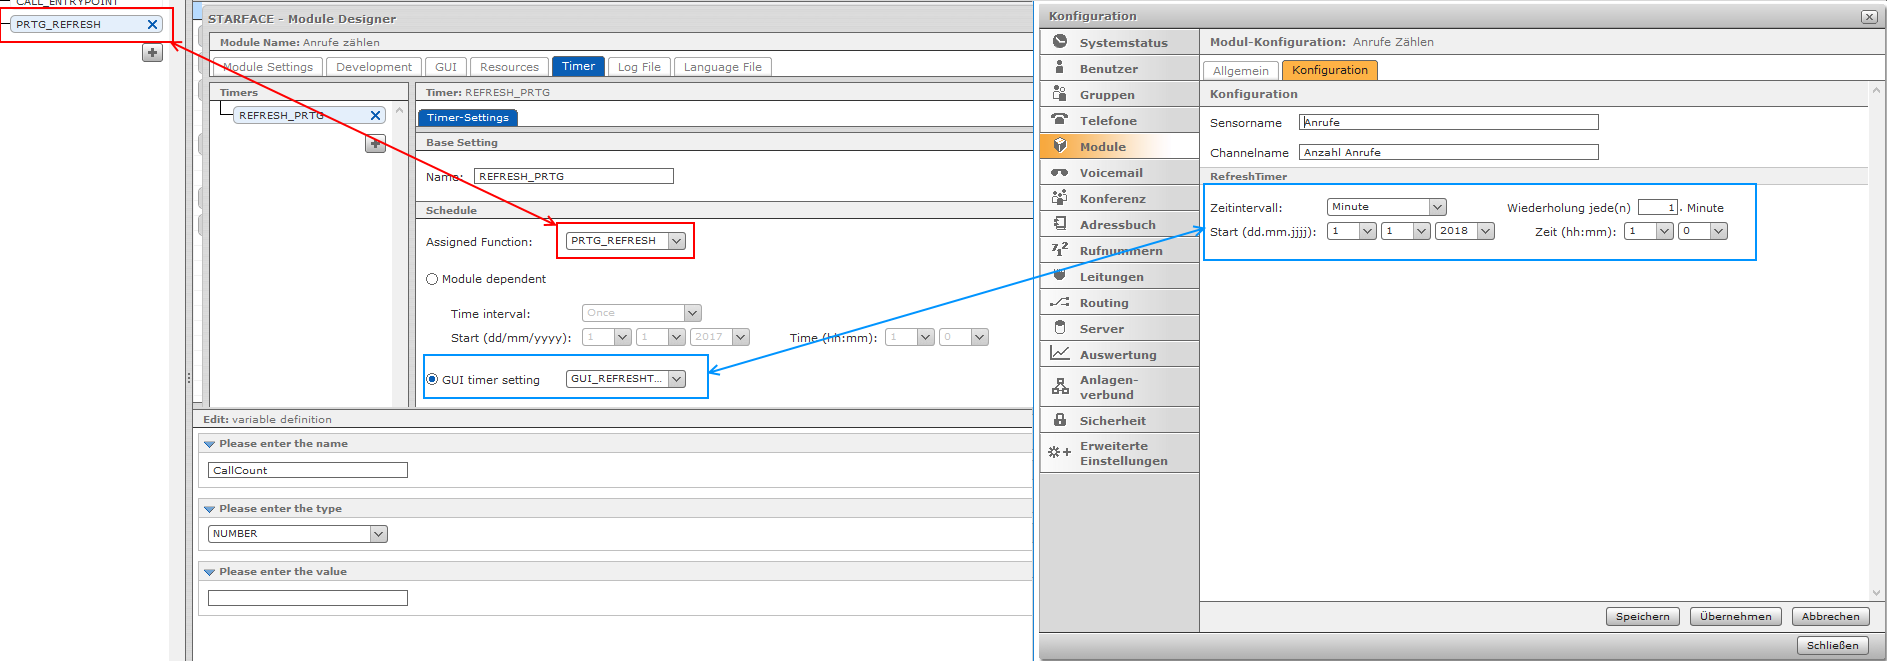 CALL_ENTRYPOINT
PRTG_REFRESH
STARFACE - Module Designer
Module Name: Anrufe zählen
Module Settings
Development
GUI
Resources
Timer
Log File
Language File
Timers
REFRESH_PRTG
Timer: REFRESH_PRTG
Timer-Settings
Base Setting
Name: REFRESH_PRTG
Schedule
Assigned Function: PRTG_REFRESH
Module dependent
Time interval: Once
Start (dd/mm/yyyy): 1 1 2017 Time (hh:mm): 1 0
GUI timer setting GUI_REFRESHT...
Edit: variable definition
Please enter the name
CallCount
Please enter the type
NUMBER
Please enter the value
Konfiguration
Systemstatus
Benutzer
Gruppen
Telefone
Module
Voicemail
Konferenz
Adressbuch
Rufnummern
Leitungen
Routing
Server
Auswertung
Anlagen-
verbund
Sicherheit
Erweiterte
Einstellungen
Modul-Konfiguration: Anrufe Zählen
Allgemein
Konfiguration
Konfiguration
Sensorname Anrufe
Channelname Anzahl Anrufe
RefreshTimer
Zeitintervall: Minute Wiederholung jede(n) 1. Minute
Start (dd.mm.jjjj): 1 1 2018 Zeit (hh:mm): 1 0
Speichern
Übernehmen
Abbrechen
Schließen